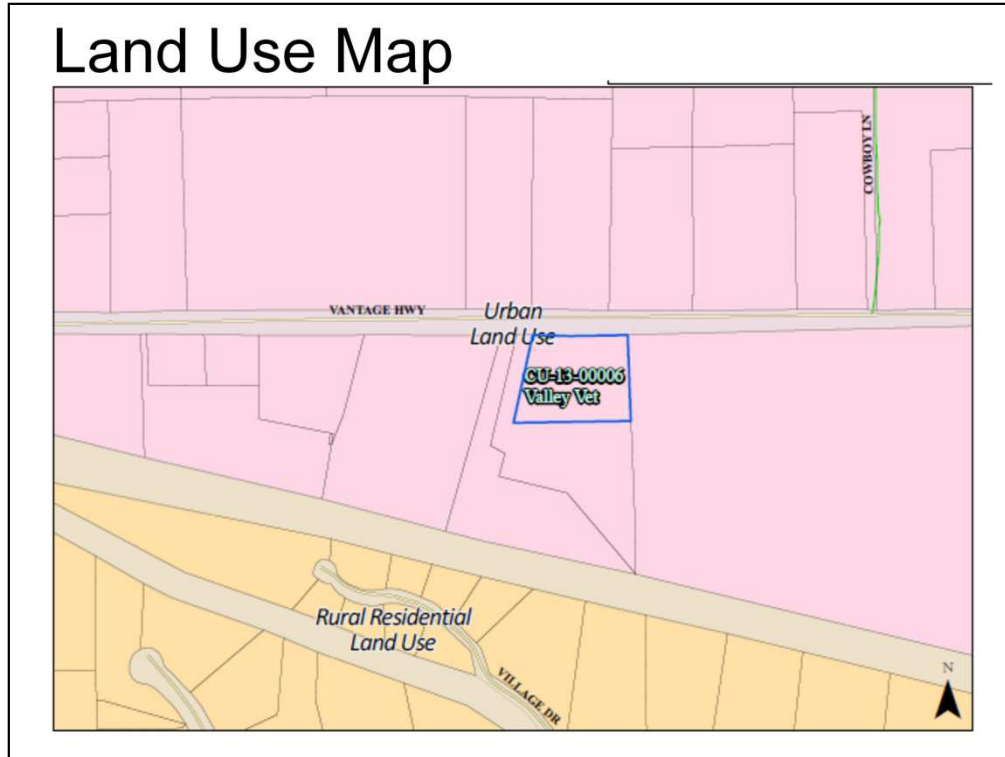 Land Use Map
COWBOY LN
VANTAGE HWY
Urban
Land Use
CU-13-00006
Valley Vet
Rural Residential
Land Use
VILLAGE DR
N